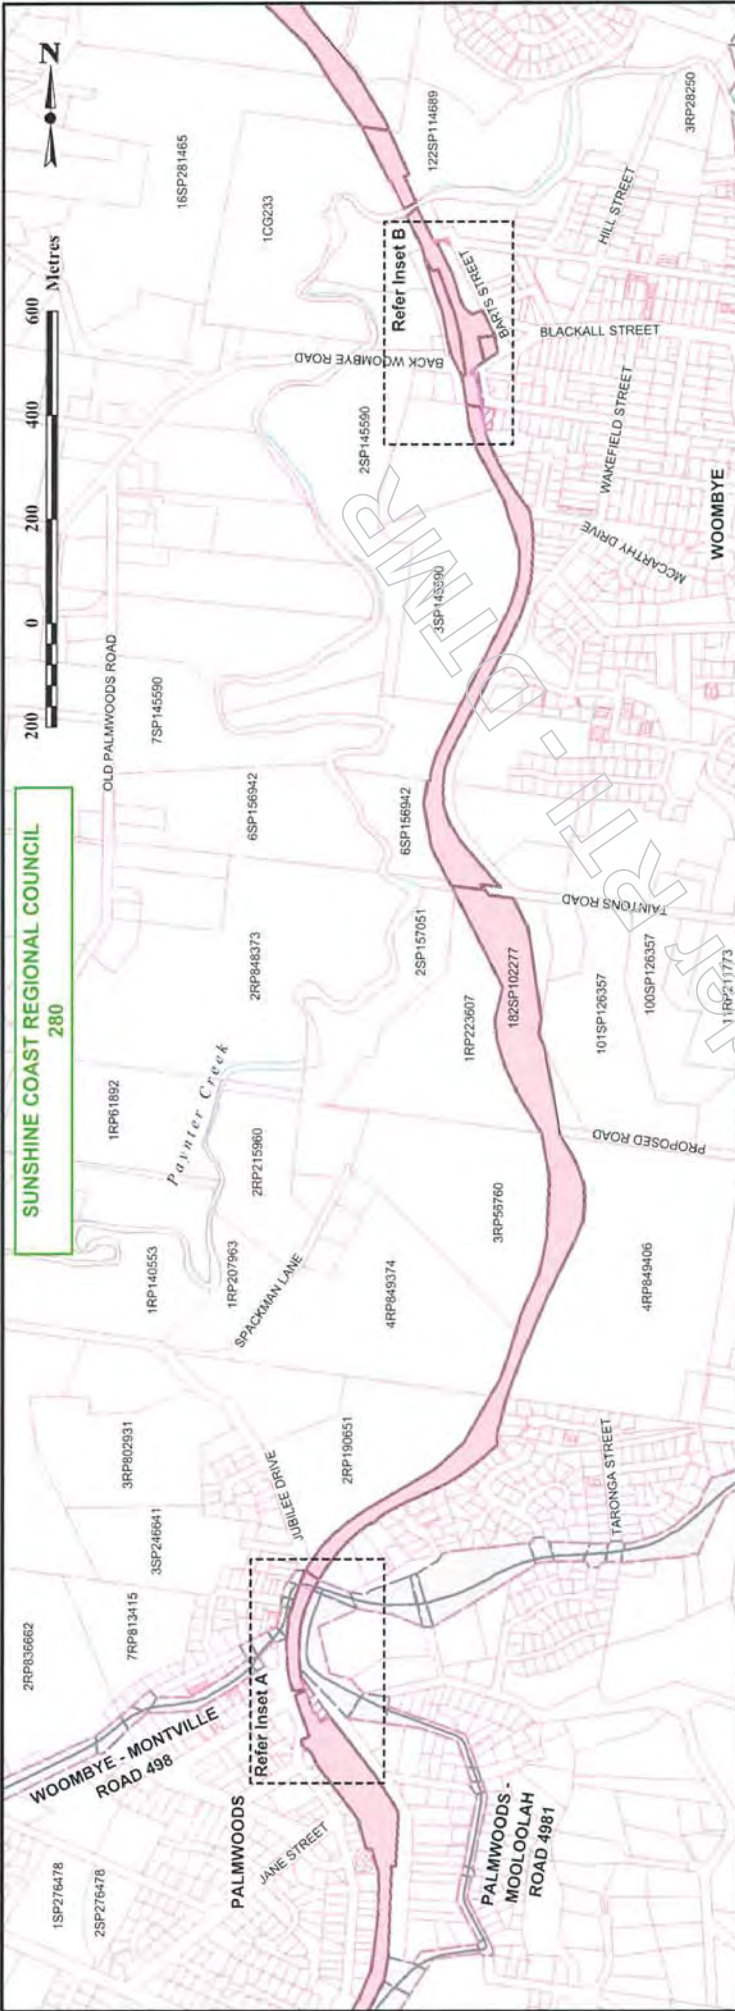 SUNSHINE COAST REGIONAL COUNCIL
280
200 0 200 400 600
Metres
N
2RP836662
7RP813415
3SP246641
3RP802931
1RP140553
1RP61892
OLD PALMWOODS ROAD
7SP145590
16SP281465
1CG233
WOOMBYE - MONTVILLE
ROAD 498
1SP276478
2SP276478
PALMWOODS
JANE STREET
Refer Inset A
JUBILEE DRIVE
2RP190651
SPACKMAN LANE
1RP207963
Paynter Creek
2RP215960
2RP848373
6SP156942
4RP849374
2SP157051
6SP156942
2SP145590
BACK WOOMBYE ROAD
Refer Inset B
122SP114689
3RP28250
3SP145590
BARTS STREET
HILL STREET
BLACKALL STREET
WAKEFIELD STREET
MCCARTHY DRIVE
WOOMBYE
PALMWOODS -
MOOLOOLAH
ROAD 4981
TARONGA STREET
3RP56760
4RP849406
PROPOSED ROAD
1RP223607
182SP102277
101SP126357
100SP126357
11RP211773
TAINTONS ROAD
RTI - DTMR